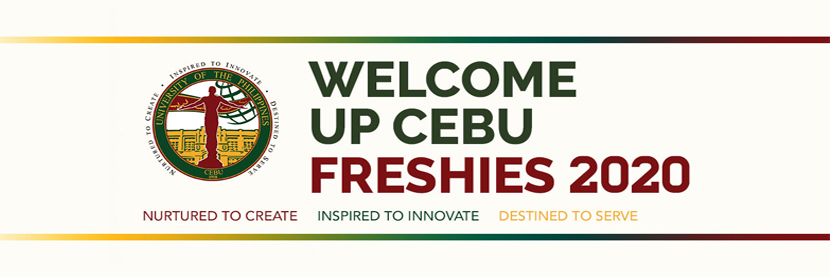 NURTURED TO CREATE • INSPIRED TO INNOVATE • DESTINED TO SERVE
UNIVERSITY OF THE PHILIPPINES
CEBU
WELCOME
UP CEBU
FRESHIES 2020
NURTURED TO CREATE INSPIRED TO INNOVATE DESTINED TO SERVE